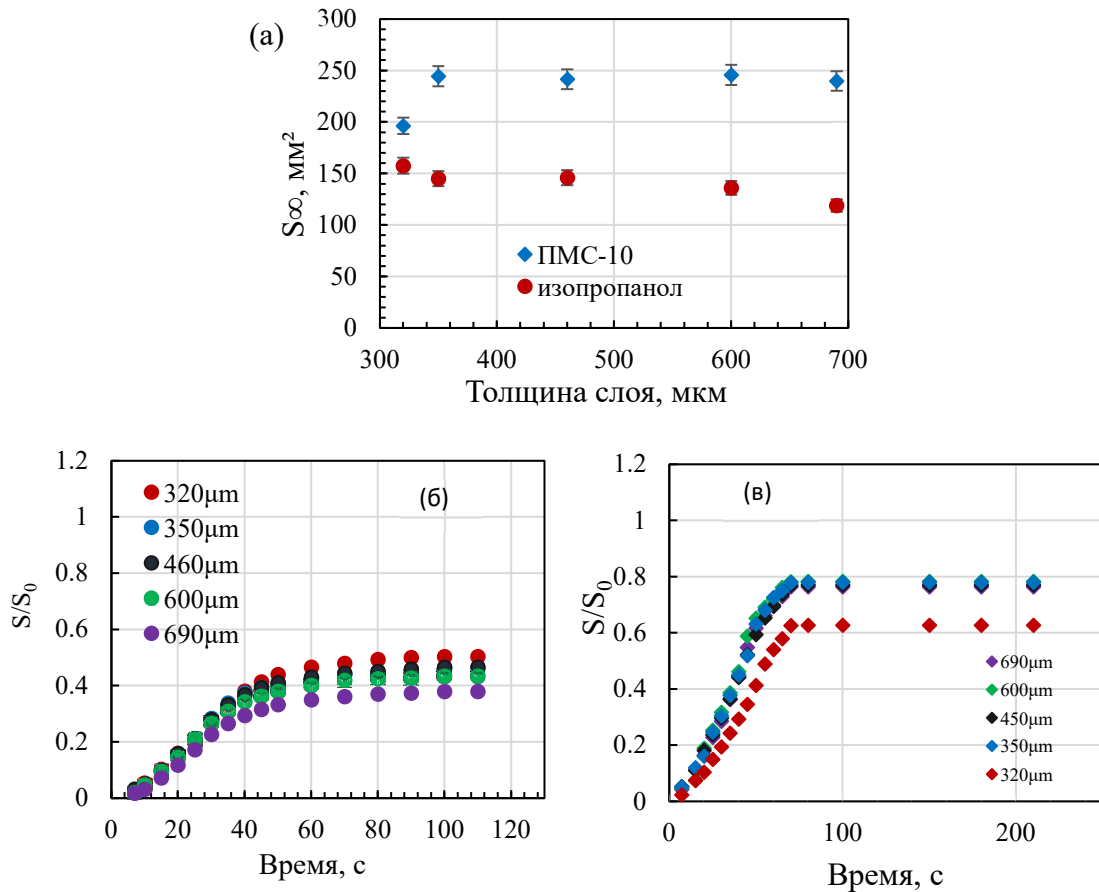 (а)
300
250
200
150
100
50
0
S∞, мм²
ПМС-10
изопропанол
300 400 500 600 700
Толщина слоя, мкм
(б)
1.2
1
0.8
0.6
0.4
0.2
0
S/S₀
320μm
350μm
460μm
600μm
690μm
0 20 40 60 80 100 120
Время, с
(в)
1.2
1
0.8
0.6
0.4
0.2
0
S/S₀
690μm
600μm
450μm
350μm
320μm
0 100 200
Время, с